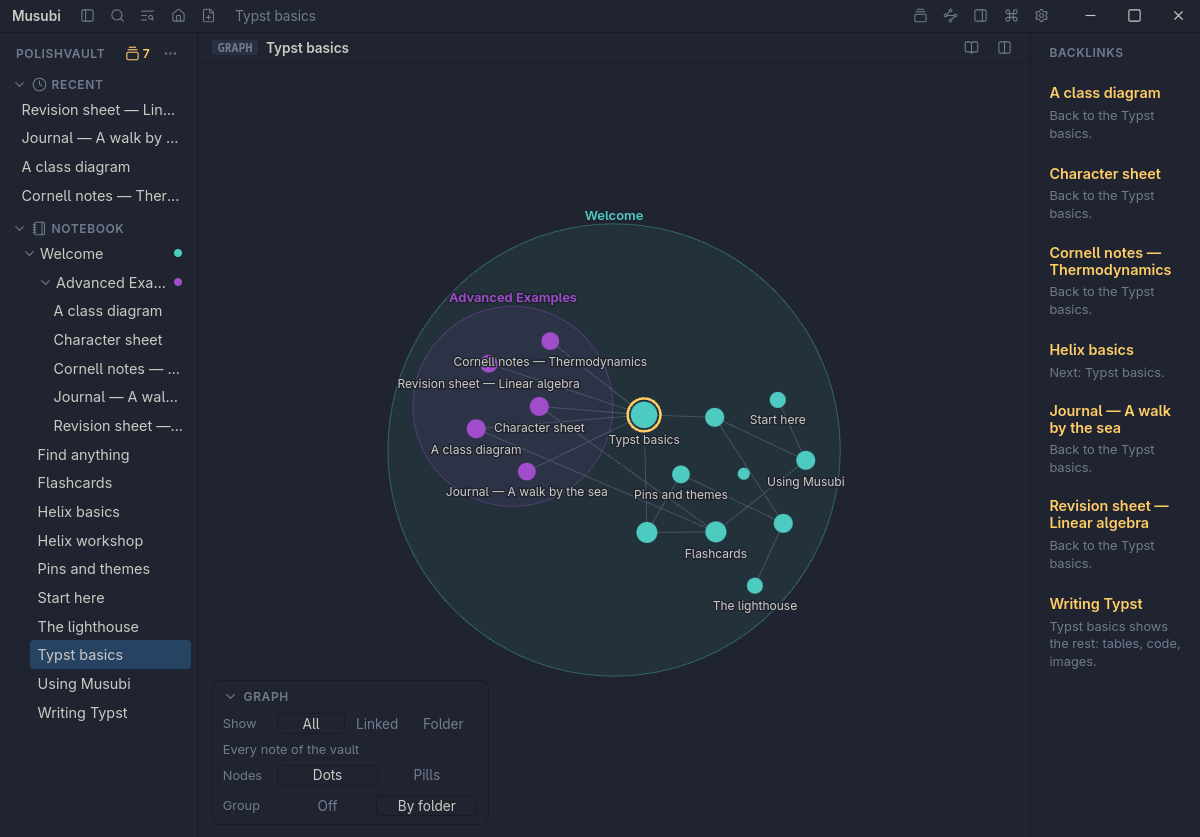 Musubi
Typst basics
POLISHVAULT
7
RECENT
Revision sheet — Lin...
Journal — A walk by ...
A class diagram
Cornell notes — Ther...
NOTEBOOK
Welcome
Advanced Exa...
A class diagram
Character sheet
Cornell notes — ...
Journal — A wal...
Revision sheet —...
Find anything
Flashcards
Helix basics
Helix workshop
Pins and themes
Start here
The lighthouse
Typst basics
Using Musubi
Writing Typst
GRAPH
Typst basics
Welcome
Advanced Examples
Cornell notes — Thermodynamics
Revision sheet — Linear algebra
Character sheet
A class diagram
Journal — A walk by the sea
Typst basics
Start here
Using Musubi
Pins and themes
Flashcards
The lighthouse
GRAPH
Show All Linked Folder
Every note of the vault
Nodes Dots Pills
Group Off By folder
BACKLINKS
A class diagram
Back to the Typst
basics.
Character sheet
Back to the Typst
basics.
Cornell notes —
Thermodynamics
Back to the Typst
basics.
Helix basics
Next: Typst basics.
Journal — A walk
by the sea
Back to the Typst
basics.
Revision sheet —
Linear algebra
Back to the Typst
basics.
Writing Typst
Typst basics shows
the rest: tables, code,
images.